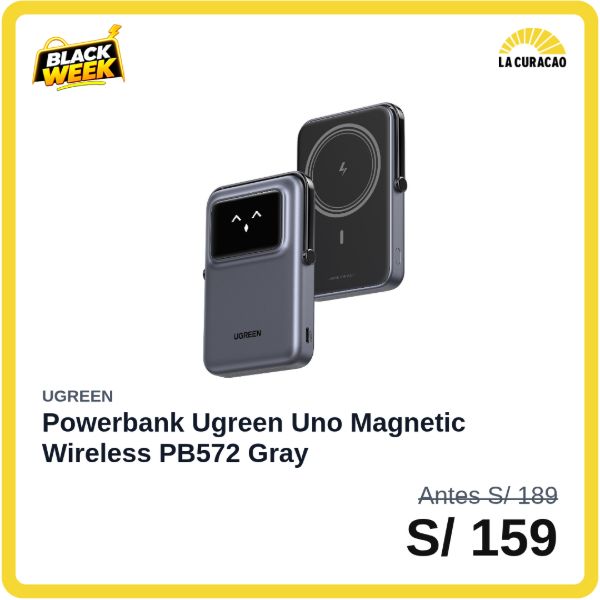 BLACK
WEEK
LA CURACAO
UGREEN
UGREEN
Powerbank Ugreen Uno Magnetic
Wireless PB572 Gray
Antes S/ 189
S/ 159